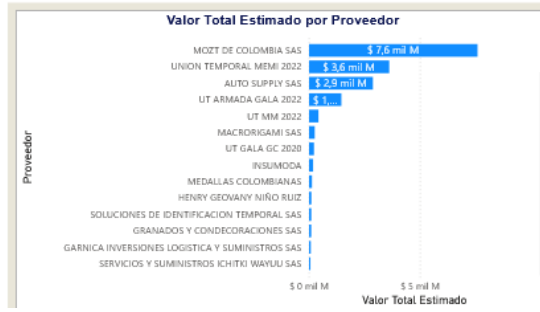 Valor Total Estimado por Proveedor
Proveedor
MOZT DE COLOMBIA SAS $ 7,6 mil M
UNION TEMPORAL MEMI 2022 $ 3,6 mil M
AUTO SUPPLY SAS $ 2,9 mil M
UT ARMADA GALA 2022 $ 1,...
UT MM 2022
MACRORIGAMI SAS
UT GALA GC 2020
INSUMODA
MEDALLAS COLOMBIANAS
HENRY GEOVANY NIÑO RUIZ
SOLUCIONES DE IDENTIFICACION TEMPORAL SAS
GRANADOS Y CONDECORACIONES SAS
GARNICA INVERSIONES LOGISTICA Y SUMINISTROS SAS
SERVICIOS Y SUMINISTROS ICHITKI WAYUU SAS
$ 0 mil M $ 5 mil M
Valor Total Estimado